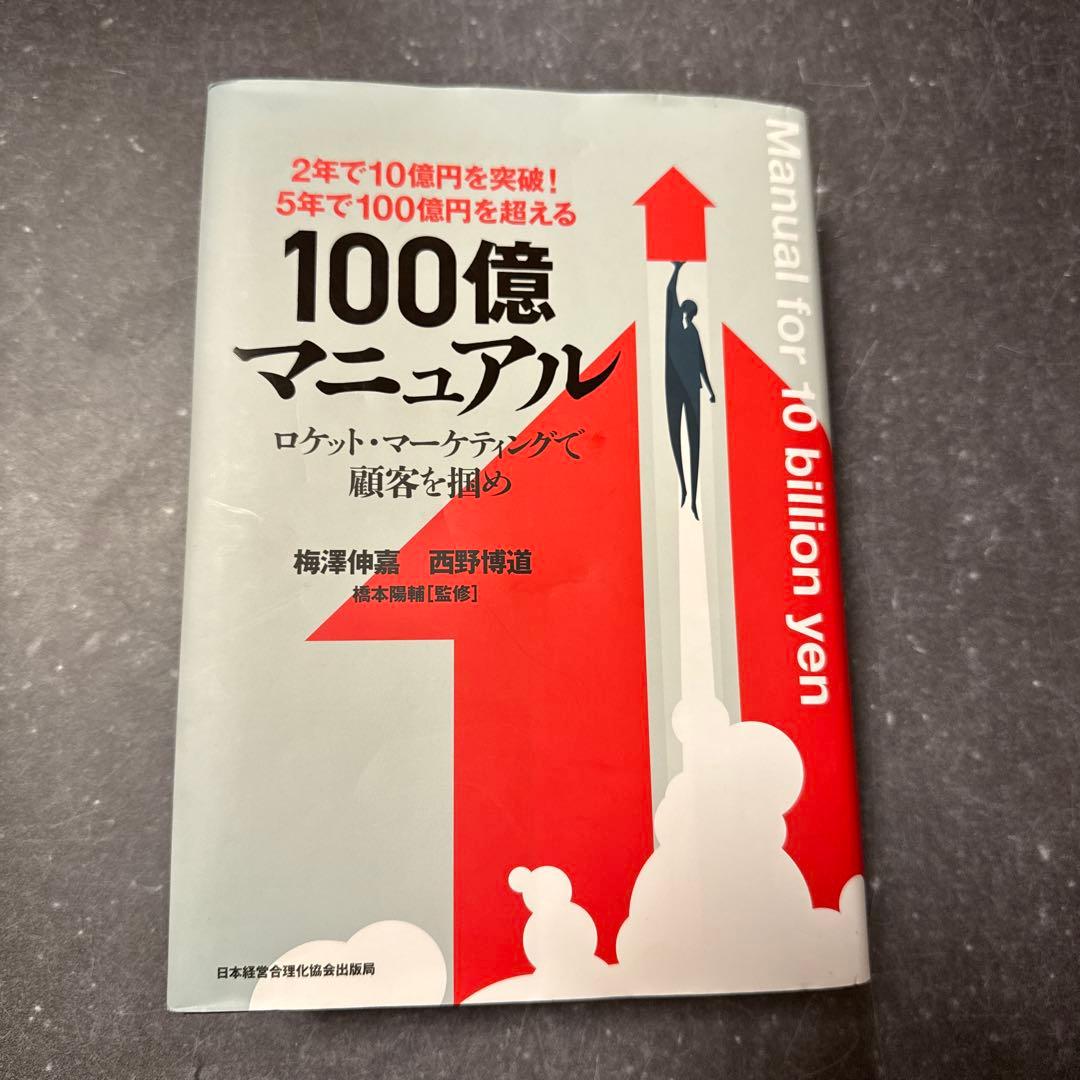 2年で10億円を突破！
5年で100億円を超える
100億
マニュアル
ロケット・マーケティングで
顧客を掴め
梅澤伸嘉　西野博道
橋本陽輔［監修］
日本経営合理化協会出版局
Manual for 10 billion yen